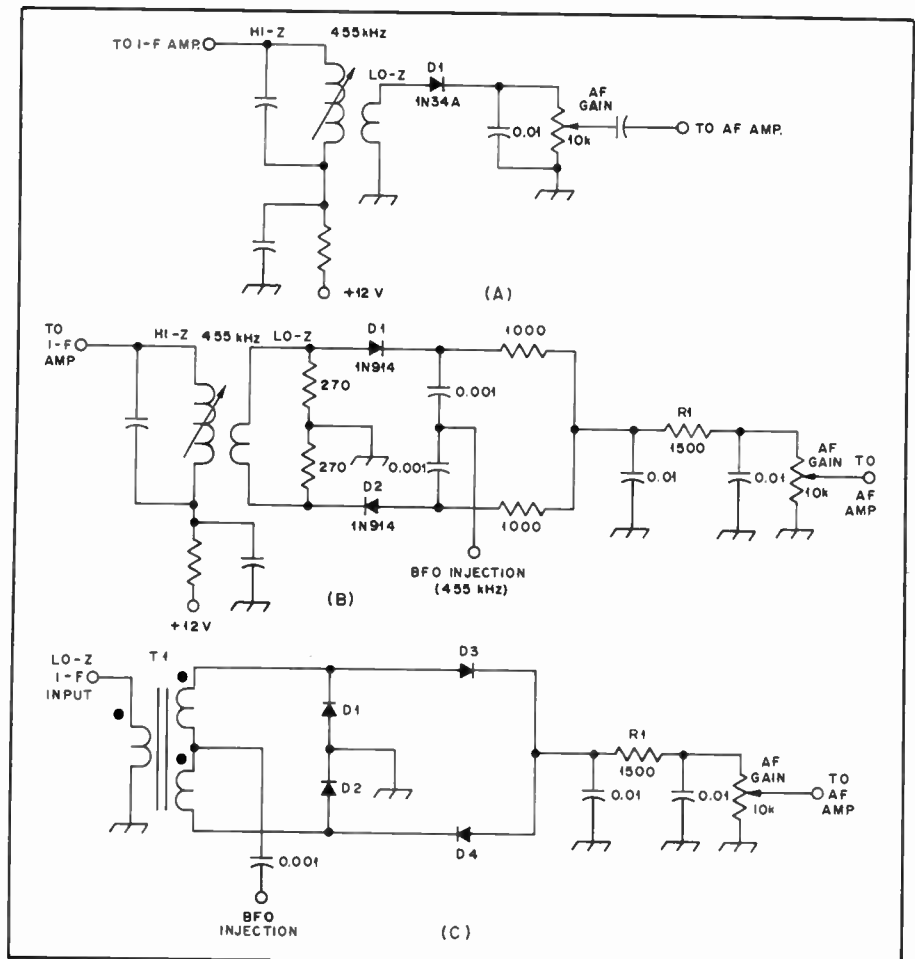 HI-Z 455kHz
TO I-F AMP.
LO-Z D1
1N34A
AF
GAIN
0.01
10k
TO AF AMP.
+12 V
(A)
TO
I-F
AMP
HI-Z 455 kHz LO-Z
D1
1N914
1000
270
0.001
270
0.001
D2
1N914
1000
R1
1500
0.01
0.01
AF
GAIN
10k
TO
AF
AMP
BFO INJECTION
(455 kHz)
+12V
(B)
LO-Z
I-F
INPUT
T1
D3
D1
D2
D4
R1
1500
0.01
0.01
AF
GAIN
10k
TO
AF
AMP
0.001
BFO
INJECTION
(C)